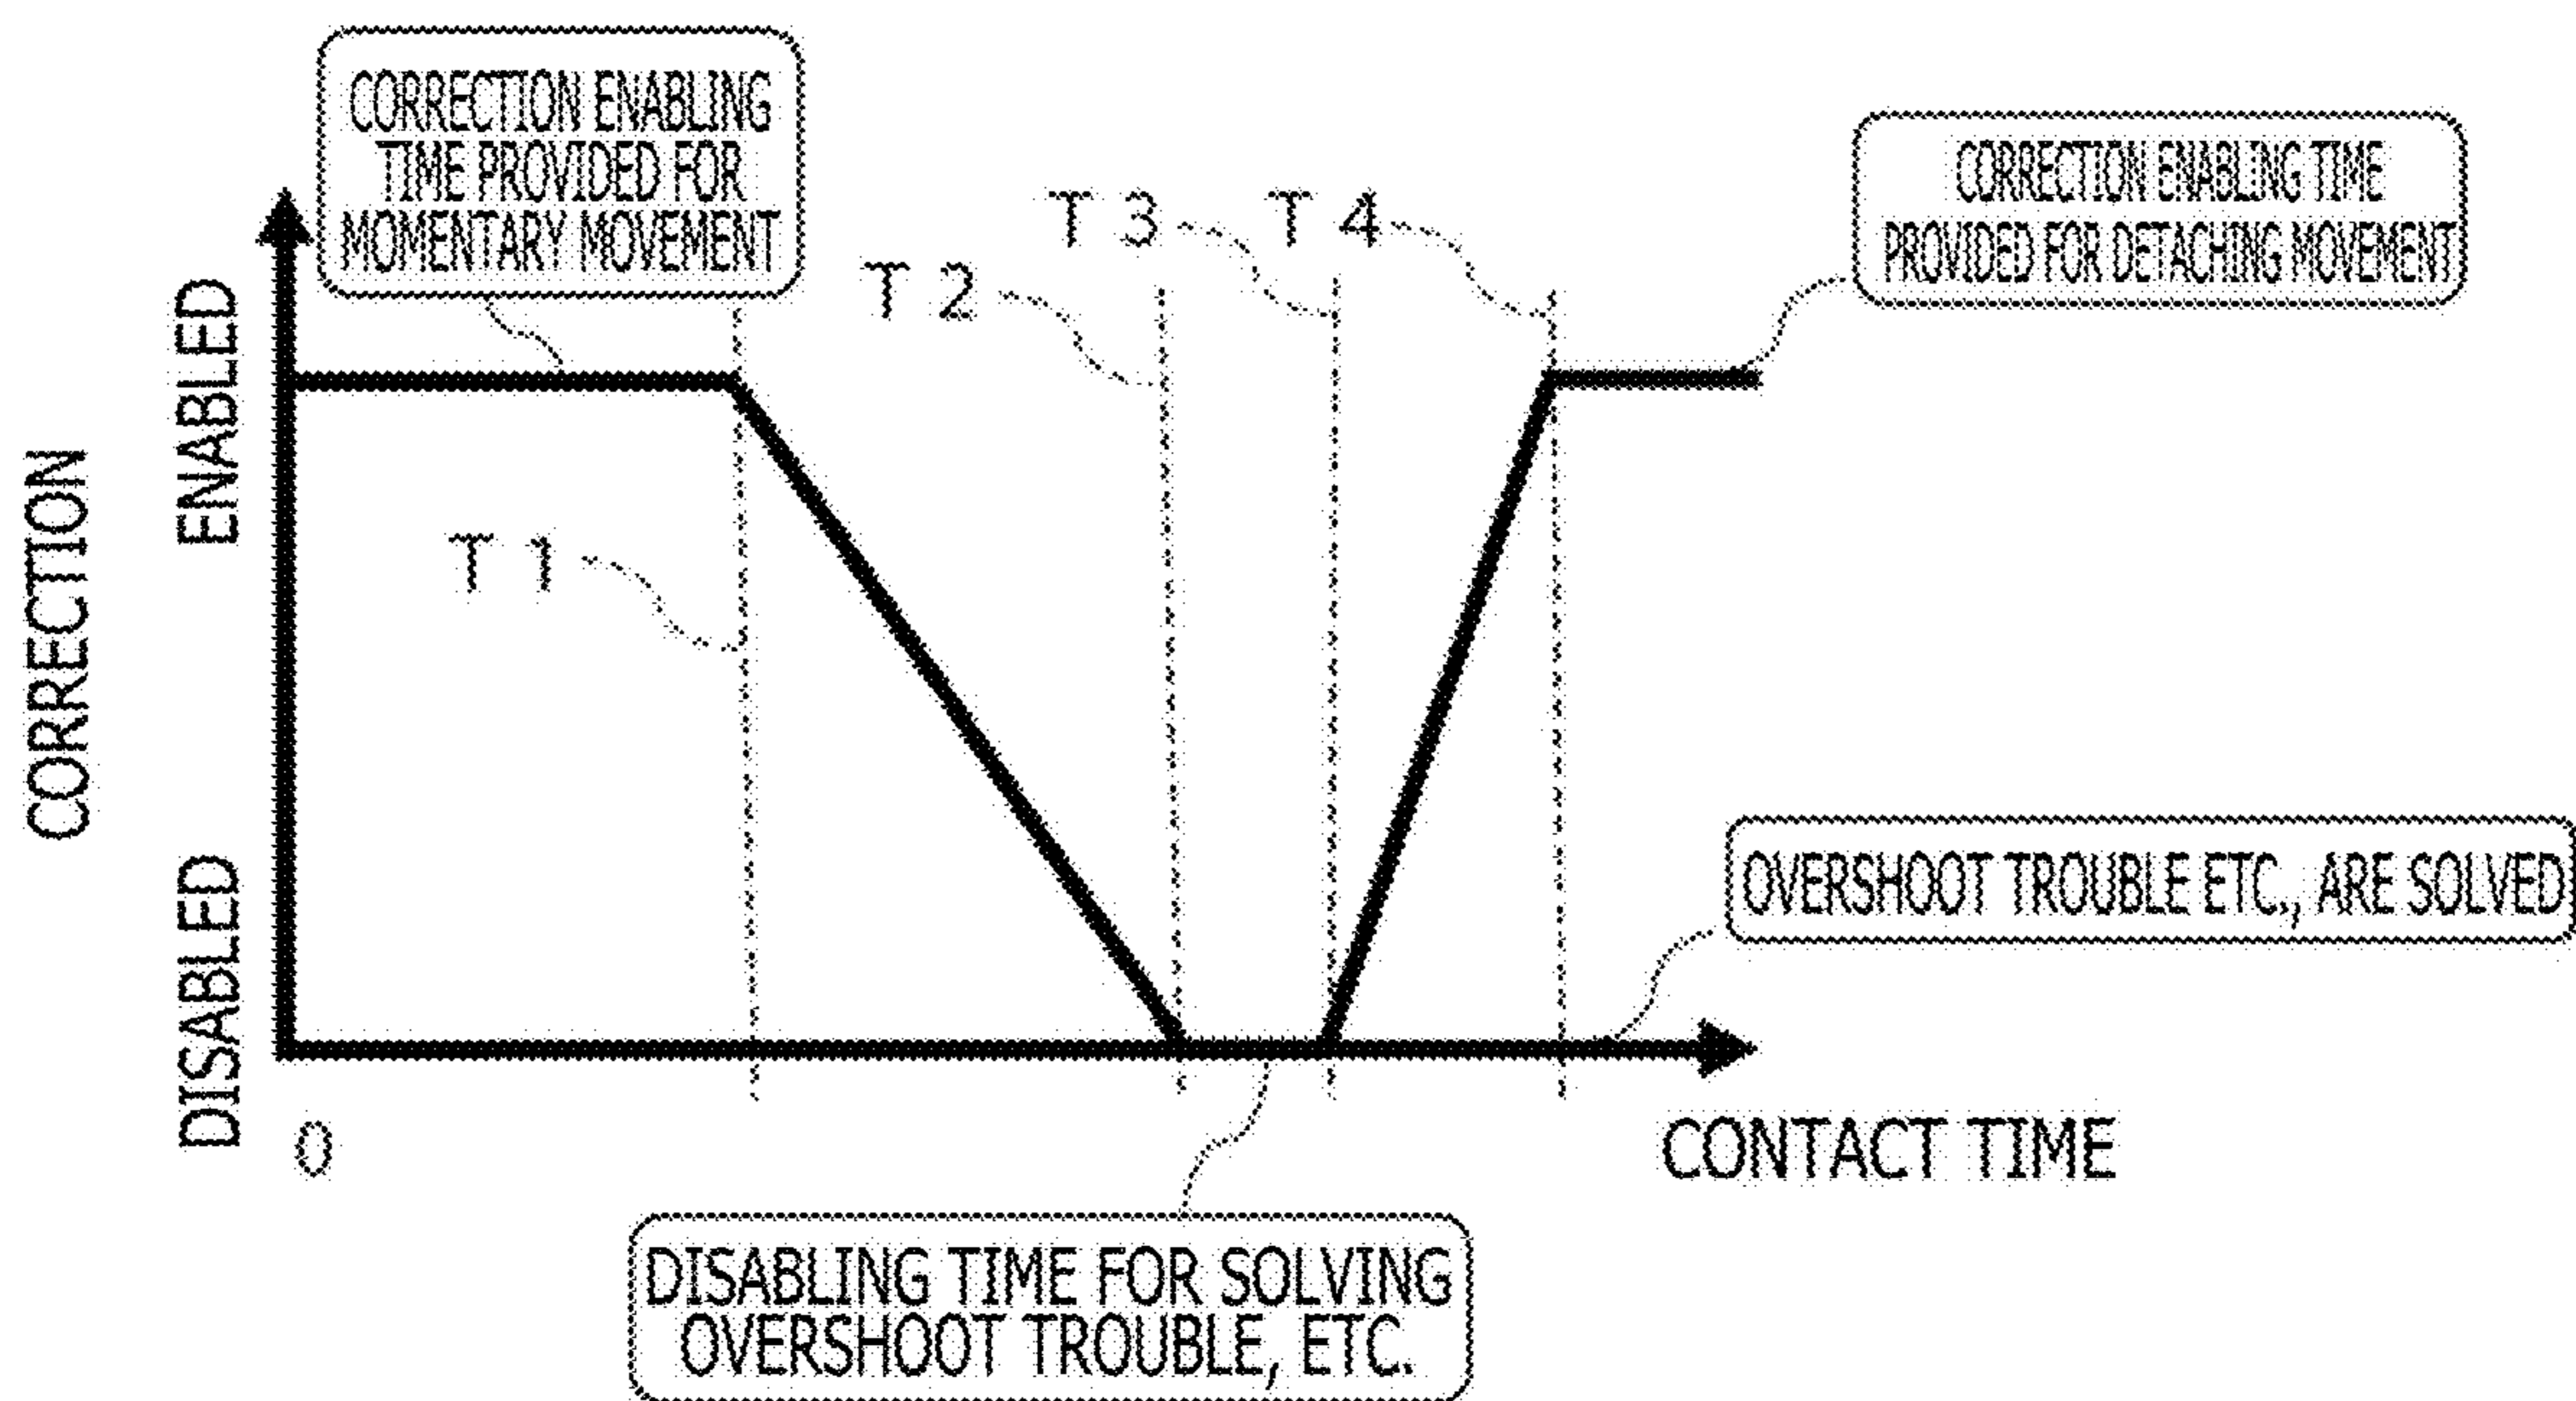 CORRECTION ENABLING
TIME PROVIDED FOR
MOMENTARY MOVEMENT
CORRECTION ENABLING TIME
PROVIDED FOR DETACHING MOVEMENT
T 3
T 4
T 2
T 1
CORRECTION
ENABLED
DISABLED
OVERSHOOT TROUBLE ETC., ARE SOLVED
0
CONTACT TIME
DISABLING TIME FOR SOLVING
OVERSHOOT TROUBLE, ETC.